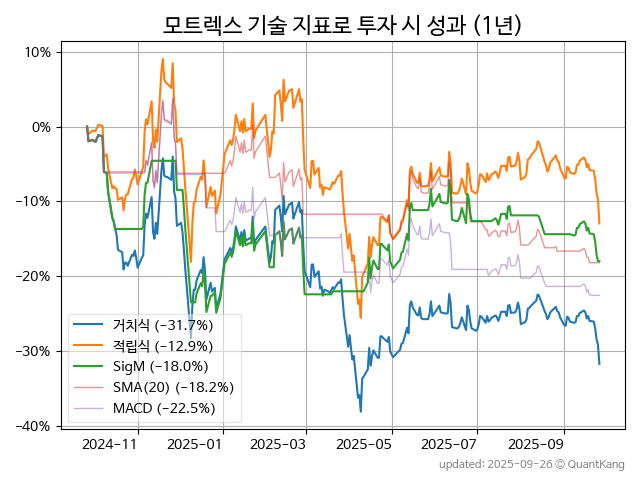 모트렉스 기술 지표로 투자 시 성과 (1년)
10%
0%
−10%
−20%
−30%
−40%
거치식 (−31.7%)
적립식 (−12.9%)
SigM (−18.0%)
SMA(20) (−18.2%)
MACD (−22.5%)
2024−11 2025−01 2025−03 2025−05 2025−07 2025−09
updated: 2025−09−26 © QuantKang